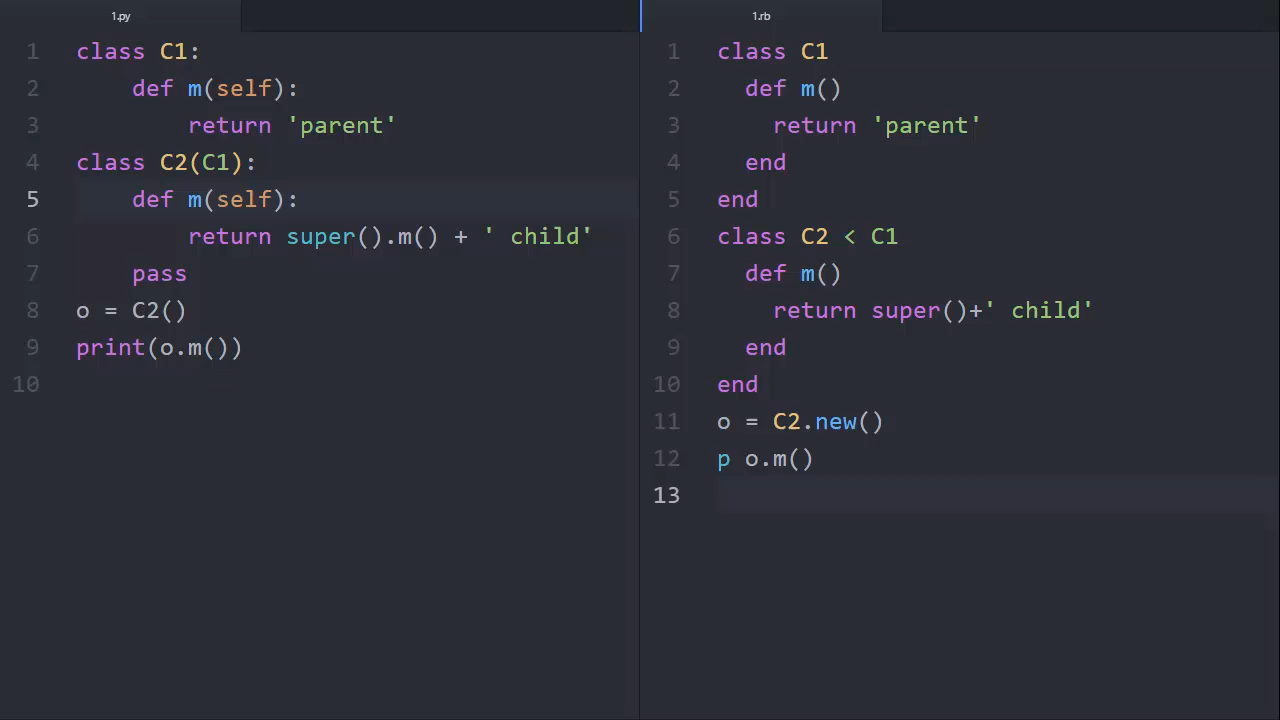 1.py
1 class C1:
2     def m(self):
3         return 'parent'
4 class C2(C1):
5     def m(self):
6         return super().m() + ' child'
7     pass
8 o = C2()
9 print(o.m())
10
1.rb
1 class C1
2   def m()
3     return 'parent'
4   end
5 end
6 class C2 < C1
7   def m()
8     return super()+' child'
9   end
10 end
11 o = C2.new()
12 p o.m()
13